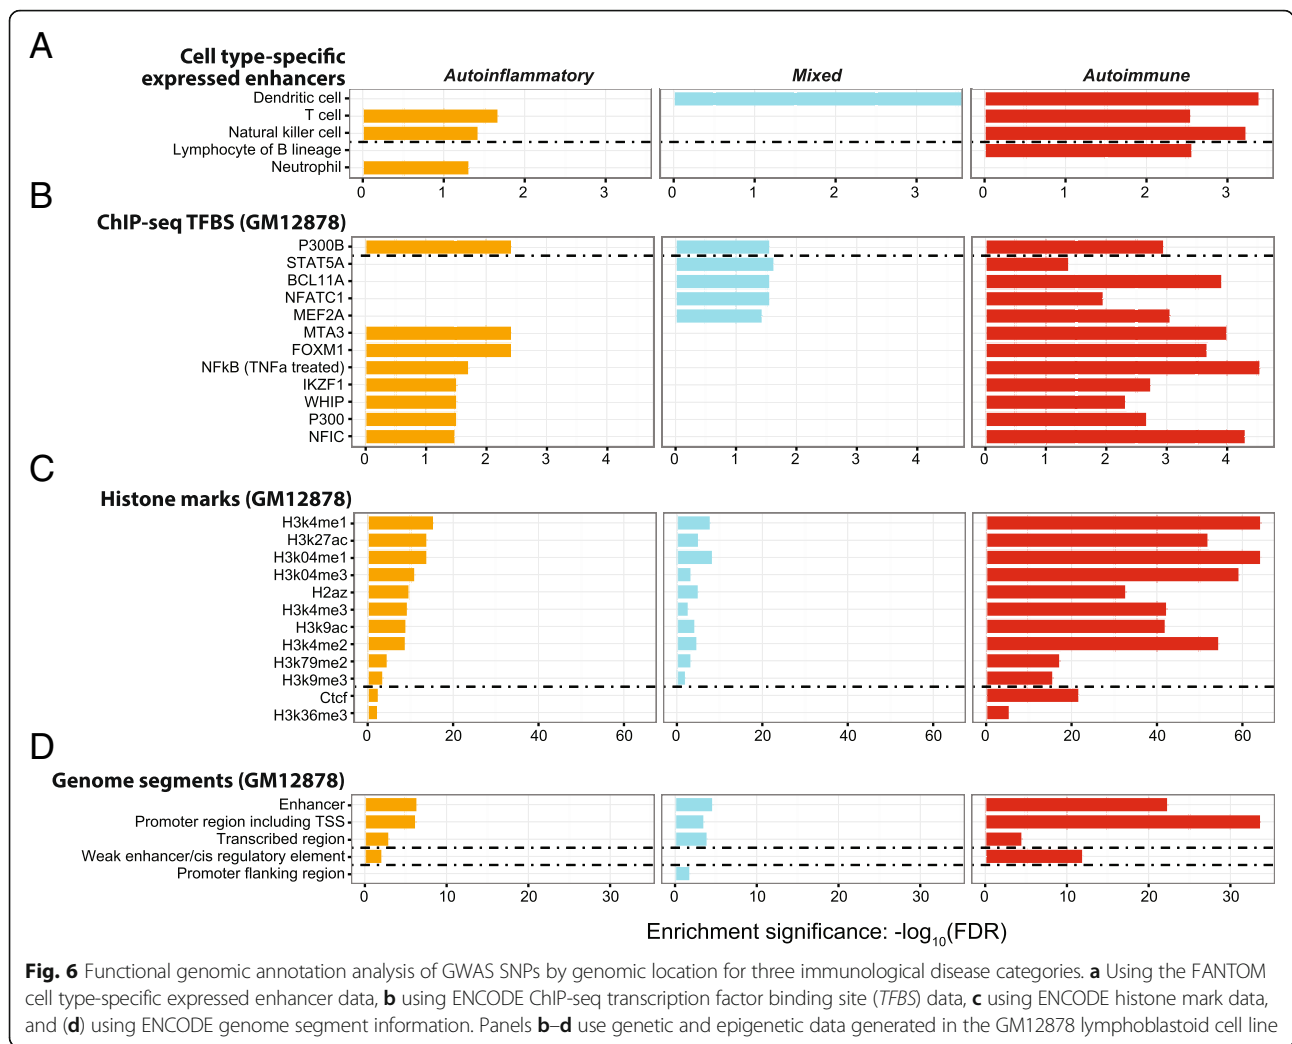 A
Cell type-specific
expressed enhancers
Autoinflammatory Mixed Autoimmune
Dendritic cell
T cell
Natural killer cell
Lymphocyte of B lineage
Neutrophil
0 1 2 3 0 1 2 3 0 1 2 3
B
ChIP-seq TFBS (GM12878)
P300B
STAT5A
BCL11A
NFATC1
MEF2A
MTA3
FOXM1
NFkB (TNFa treated)
IKZF1
WHIP
P300
NFIC
0 1 2 3 4 0 1 2 3 4 0 1 2 3 4
C
Histone marks (GM12878)
H3k4me1
H3k27ac
H3k04me1
H3k04me3
H2az
H3k4me3
H3k9ac
H3k4me2
H3k79me2
H3k9me3
Ctcf
H3k36me3
0 20 40 60 0 20 40 60 0 20 40 60
D
Genome segments (GM12878)
Enhancer
Promoter region including TSS
Transcribed region
Weak enhancer/cis regulatory element
Promoter flanking region
0 10 20 30 0 10 20 30 0 10 20 30
Enrichment significance: -log10(FDR)
Fig. 6 Functional genomic annotation analysis of GWAS SNPs by genomic location for three immunological disease categories. a Using the FANTOM
cell type-specific expressed enhancer data, b using ENCODE ChIP-seq transcription factor binding site (TFBS) data, c using ENCODE histone mark data,
and (d) using ENCODE genome segment information. Panels b–d use genetic and epigenetic data generated in the GM12878 lymphoblastoid cell line